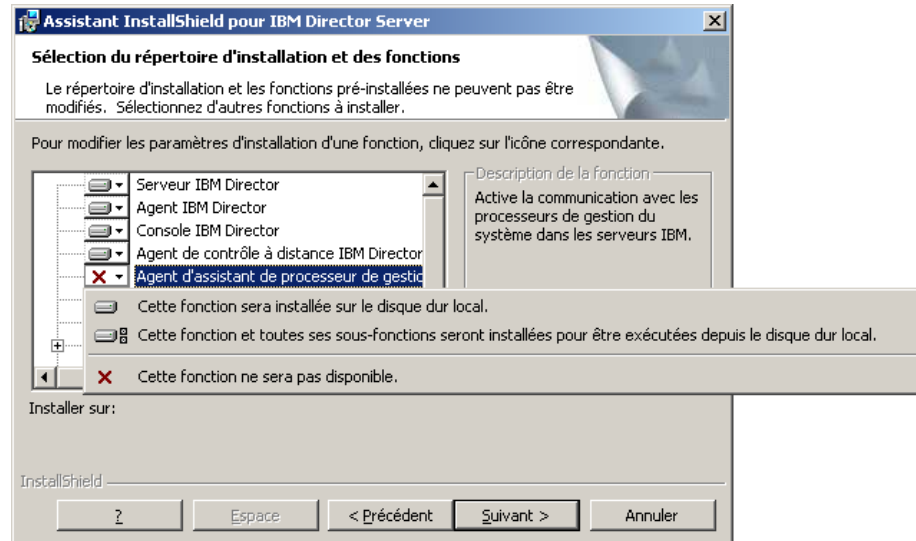 Assistant InstallShield pour IBM Director Server
Sélection du répertoire d'installation et des fonctions
Le répertoire d'installation et les fonctions pré-installées ne peuvent pas être
modifiés. Sélectionnez d'autres fonctions à installer.
Pour modifier les paramètres d'installation d'une fonction, cliquez sur l'icône correspondante.
Serveur IBM Director
Agent IBM Director
Console IBM Director
Agent de contrôle à distance IBM Director
Agent d'assistant de processeur de gestic
Description de la fonction
Active la communication avec les
processeurs de gestion du
système dans les serveurs IBM.
Cette fonction sera installée sur le disque dur local.
Cette fonction et toutes ses sous-fonctions seront installées pour être exécutées depuis le disque dur local.
Cette fonction ne sera pas disponible.
Installer sur:
InstallShield
?
Espace
< Précédent
Suivant >
Annuler